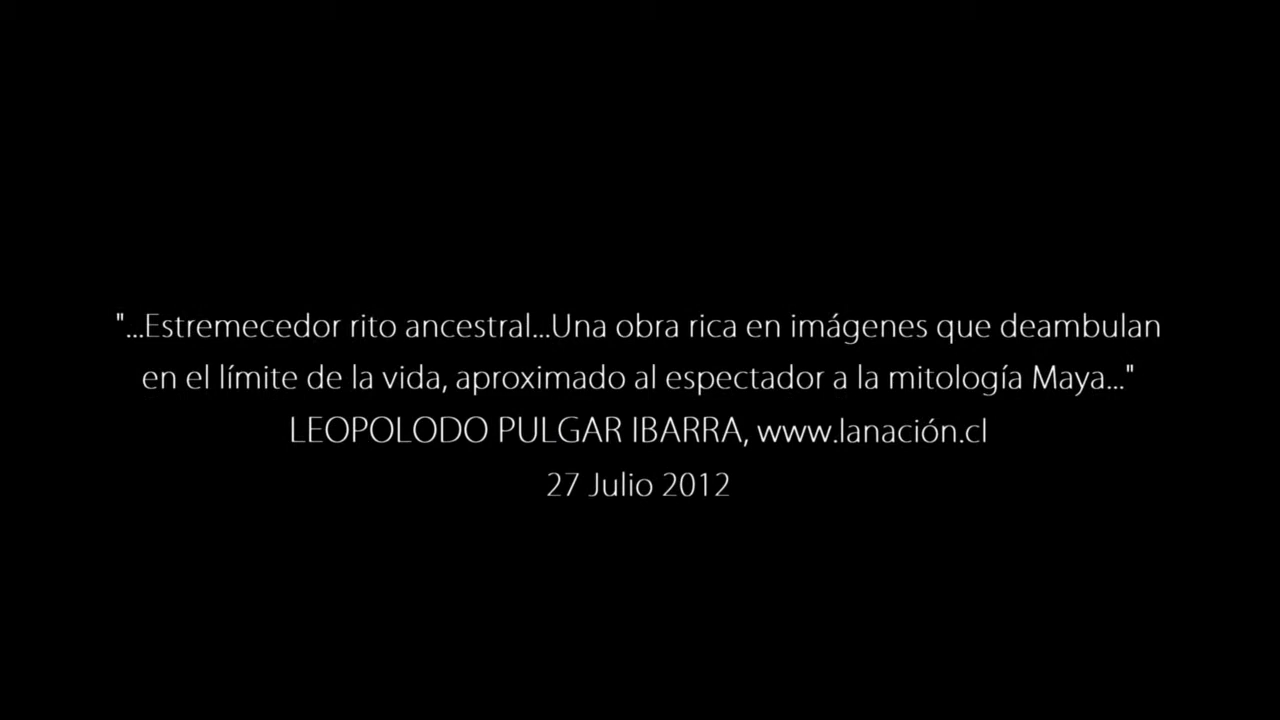 "...Estremecedor rito ancestral...Una obra rica en imágenes que deambulan
en el límite de la vida, aproximado al espectador a la mitología Maya..."
LEOPOLODO PULGAR IBARRA, www.lanación.cl
27 Julio 2012